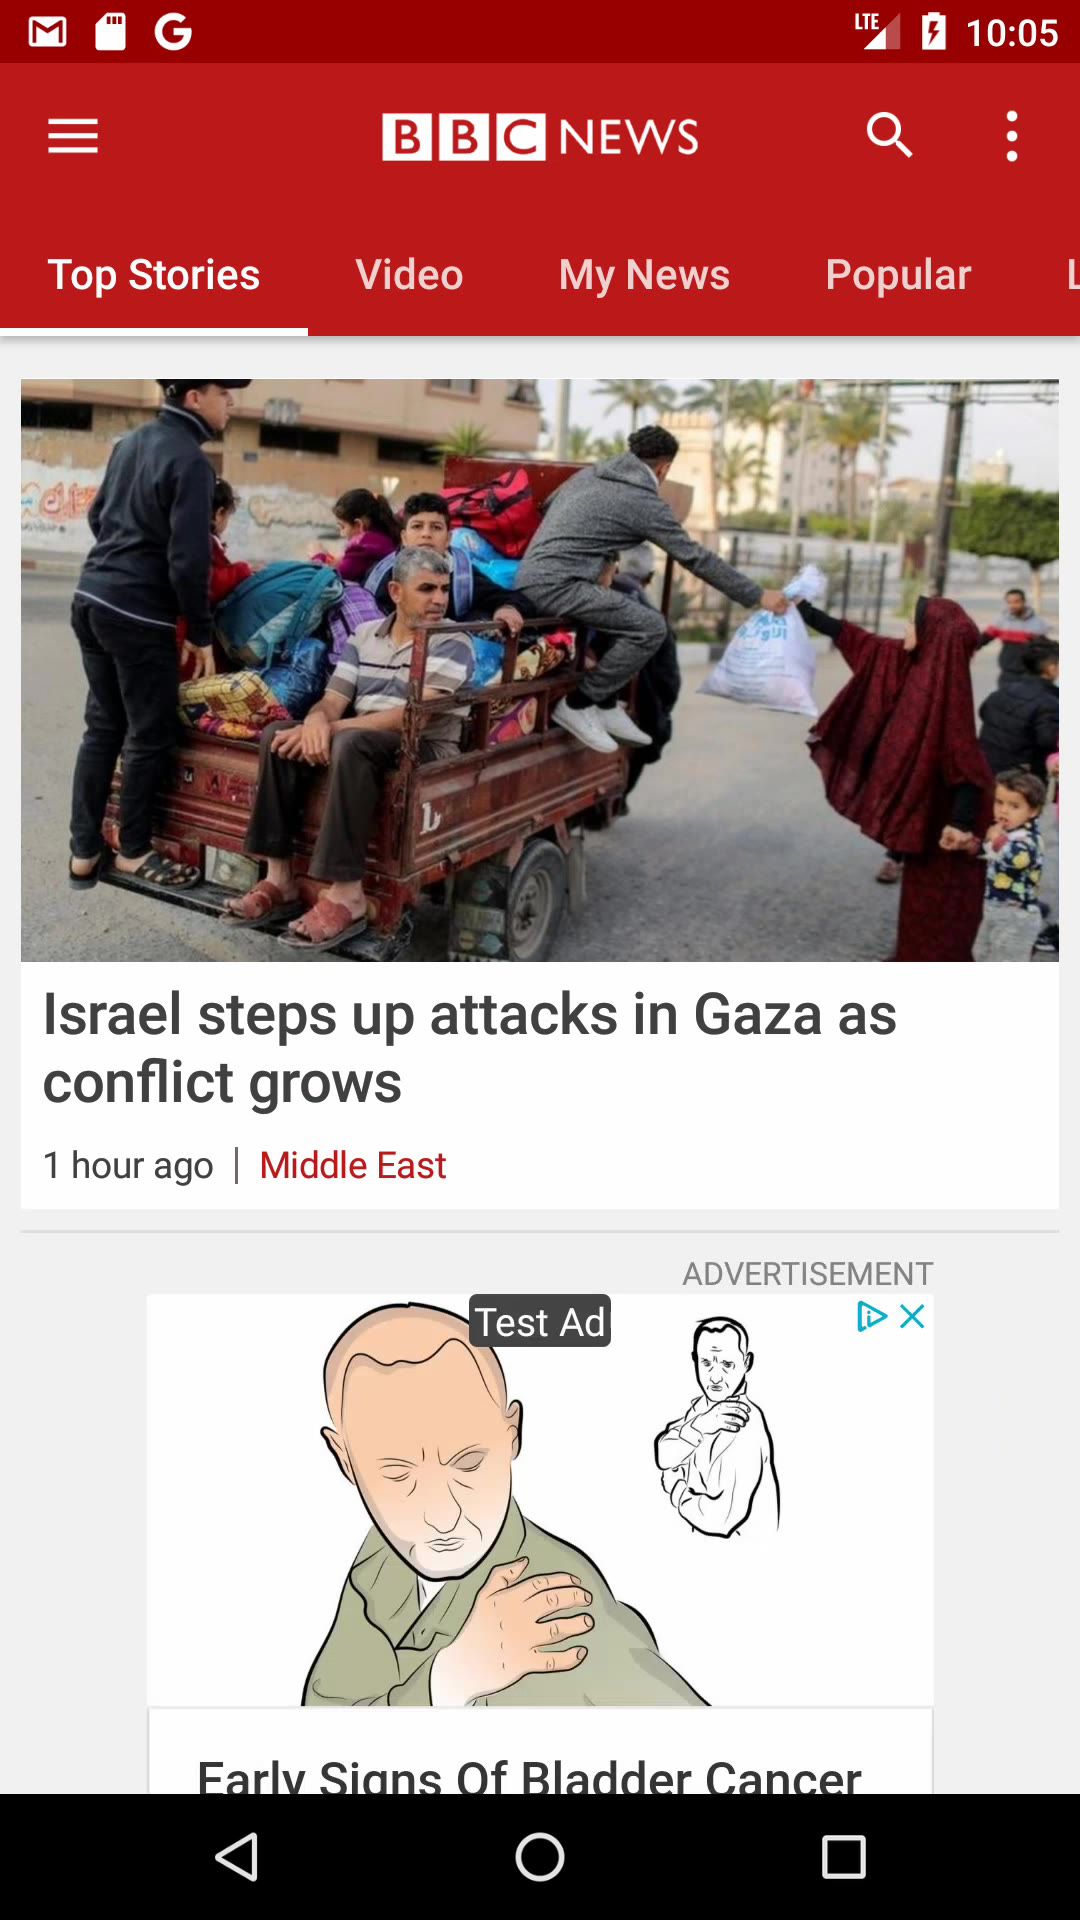 LTE 10:05
BBC NEWS
Top Stories Video My News Popular L
Israel steps up attacks in Gaza as
conflict grows
1 hour ago | Middle East
ADVERTISEMENT
Test Ad
Early Signs Of Bladder Cancer